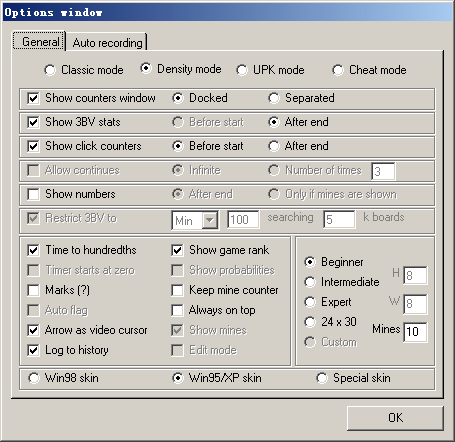 Options window
General Auto recording
Classic mode Density mode UPK mode Cheat mode
Show counters window Docked Separated
Show 3BV stats Before start After end
Show click counters Before start After end
Allow continues Infinite Number of times 3
Show numbers After end Only if mines are shown
Restrict 3BV to Min 100 searching 5 k boards
Time to hundredths Show game rank
Timer starts at zero Show probabilities
Marks (?) Keep mine counter
Auto flag Always on top
Arrow as video cursor Show mines
Log to history Edit mode
Beginner
Intermediate H 8
Expert W 8
24 x 30 Mines 10
Custom
Win98 skin Win95/XP skin Special skin
OK